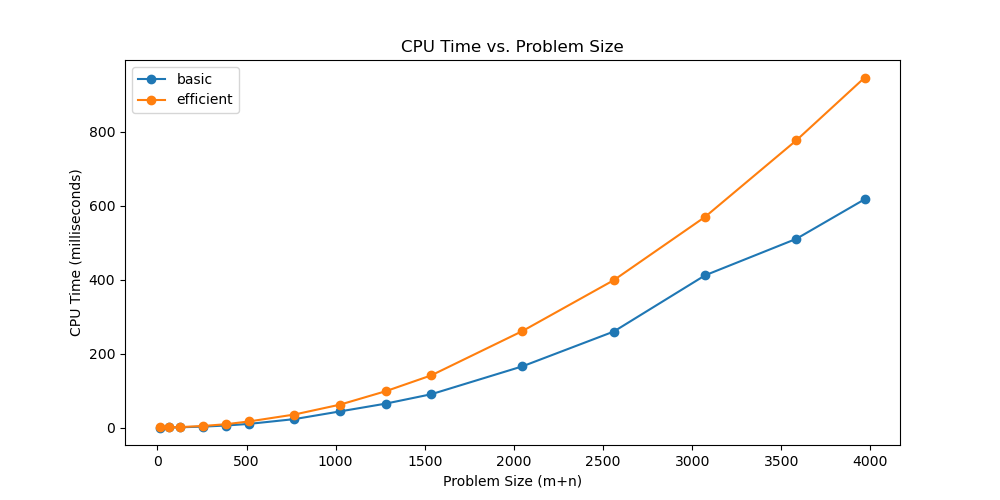 CPU Time vs. Problem Size
basic
efficient
CPU Time (milliseconds)
800
600
400
200
0
0 500 1000 1500 2000 2500 3000 3500 4000
Problem Size (m+n)